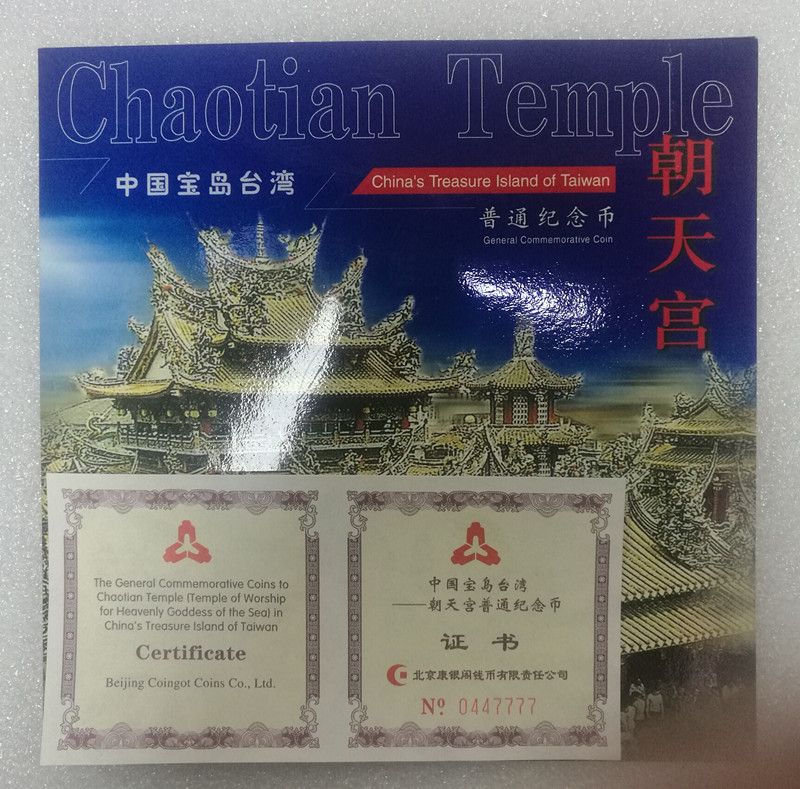 Chaotian Temple
中国宝岛台湾
China's Treasure Island of Taiwan
普通纪念币
General Commemorative Coin
朝天宫
The General Commemorative Coins to
Chaotian Temple (Temple of Worship
for Heavenly Goddess of the Sea) in
China's Treasure Island of Taiwan
Certificate
Beijing Coingot Coins Co., Ltd.
中国宝岛台湾
——朝天宫普通纪念币
证书
北京康银阁钱币有限责任公司
Nº 0447777